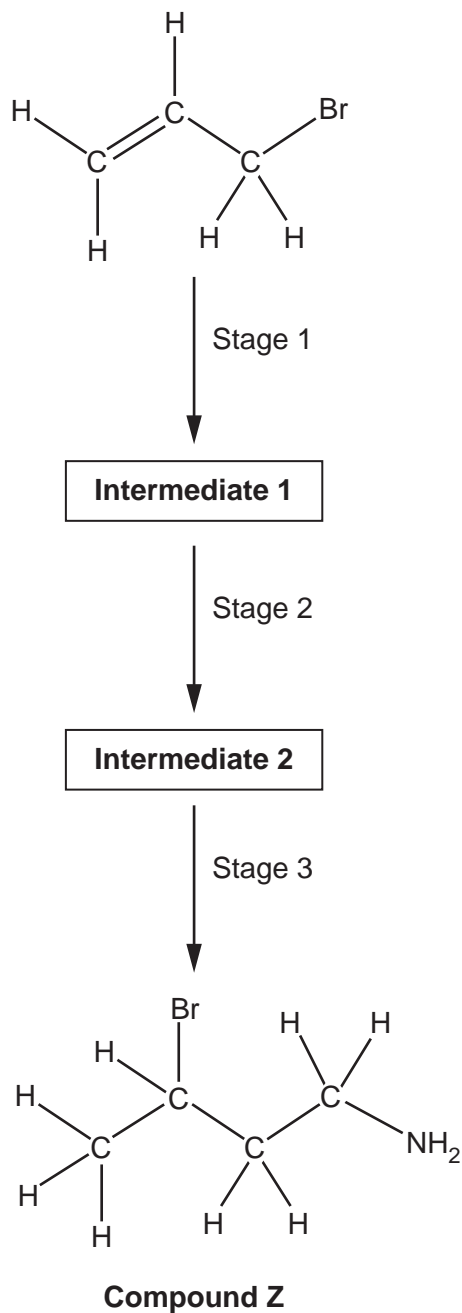 H
H
C
Br
C
C
H
H
H
Stage 1
Intermediate 1
Stage 2
Intermediate 2
Stage 3
Br
H
H
H
H
C
C
C
C
NH2
H
H
H
H
Compound Z